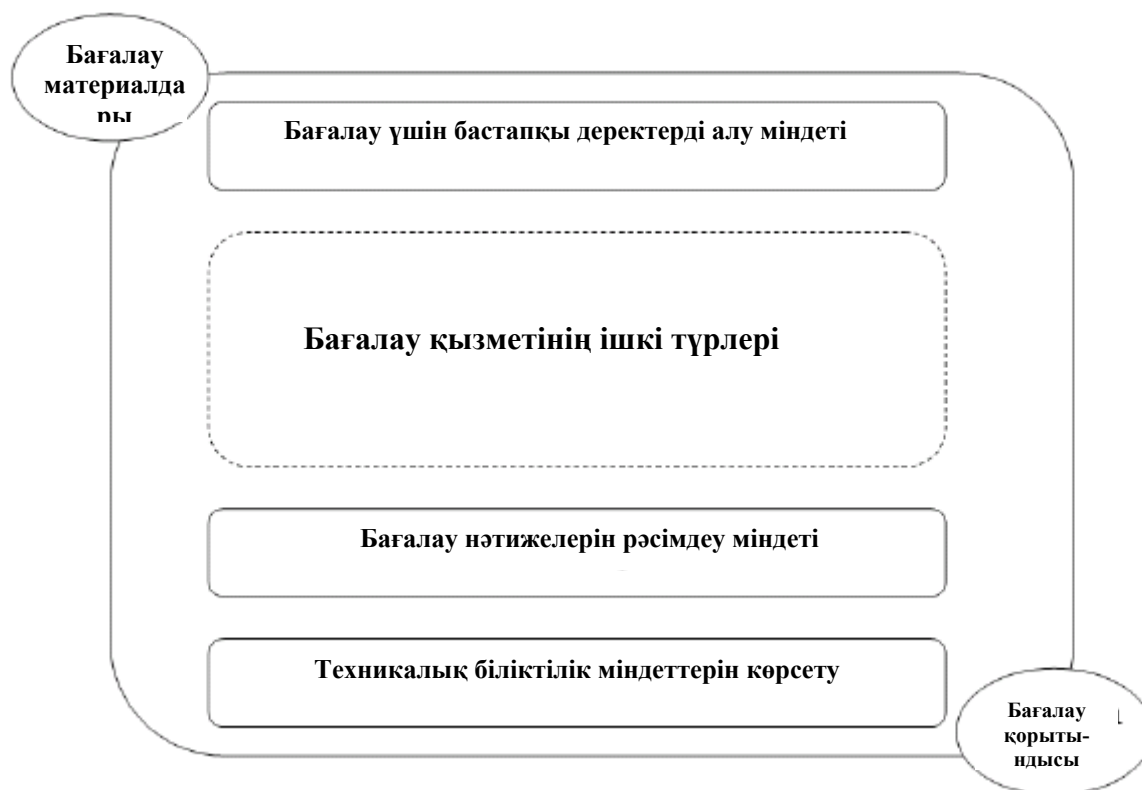 Бағалау
материалда
ры
Бағалау үшін бастапқы деректерді алу міндеті
Бағалау қызметінің ішкі түрлері
Бағалау нәтижелерін рәсімдеу міндеті
Техникалық біліктілік міндеттерін көрсету
Бағалау
қорыты-
ндысы